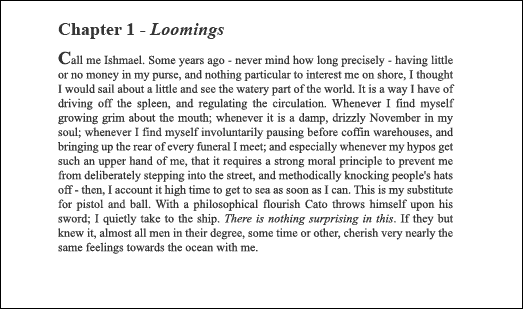 Chapter 1 - Loomings
Call me Ishmael. Some years ago - never mind how long precisely - having little
or no money in my purse, and nothing particular to interest me on shore, I thought
I would sail about a little and see the watery part of the world. It is a way I have of
driving off the spleen, and regulating the circulation. Whenever I find myself
growing grim about the mouth; whenever it is a damp, drizzly November in my
soul; whenever I find myself involuntarily pausing before coffin warehouses, and
bringing up the rear of every funeral I meet; and especially whenever my hypos get
such an upper hand of me, that it requires a strong moral principle to prevent me
from deliberately stepping into the street, and methodically knocking people's hats
off - then, I account it high time to get to sea as soon as I can. This is my substitute
for pistol and ball. With a philosophical flourish Cato throws himself upon his
sword; I quietly take to the ship. There is nothing surprising in this. If they but
knew it, almost all men in their degree, some time or other, cherish very nearly the
same feelings towards the ocean with me.